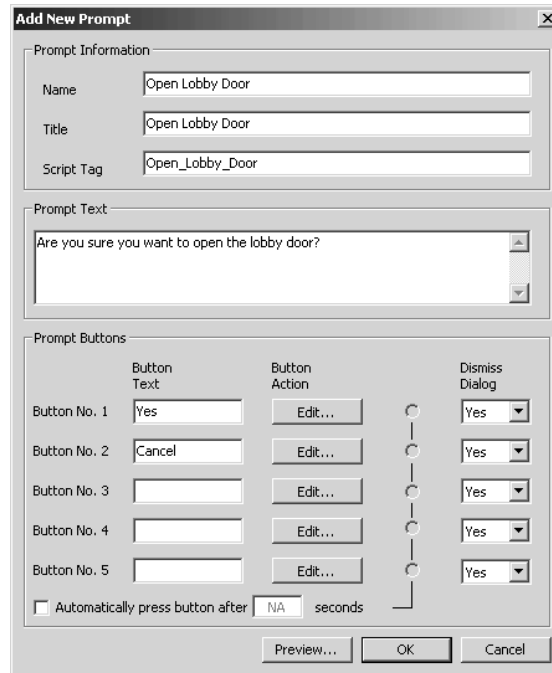 Add New Prompt
Prompt Information
Name Open Lobby Door
Title Open Lobby Door
Script Tag Open_Lobby_Door
Prompt Text
Are you sure you want to open the lobby door?
Prompt Buttons
Button Button Dismiss
Text Action Dialog
Button No. 1 Yes Edit... Yes
Button No. 2 Cancel Edit... Yes
Button No. 3 Edit... Yes
Button No. 4 Edit... Yes
Button No. 5 Edit... Yes
Automatically press button after NA seconds
Preview... OK Cancel